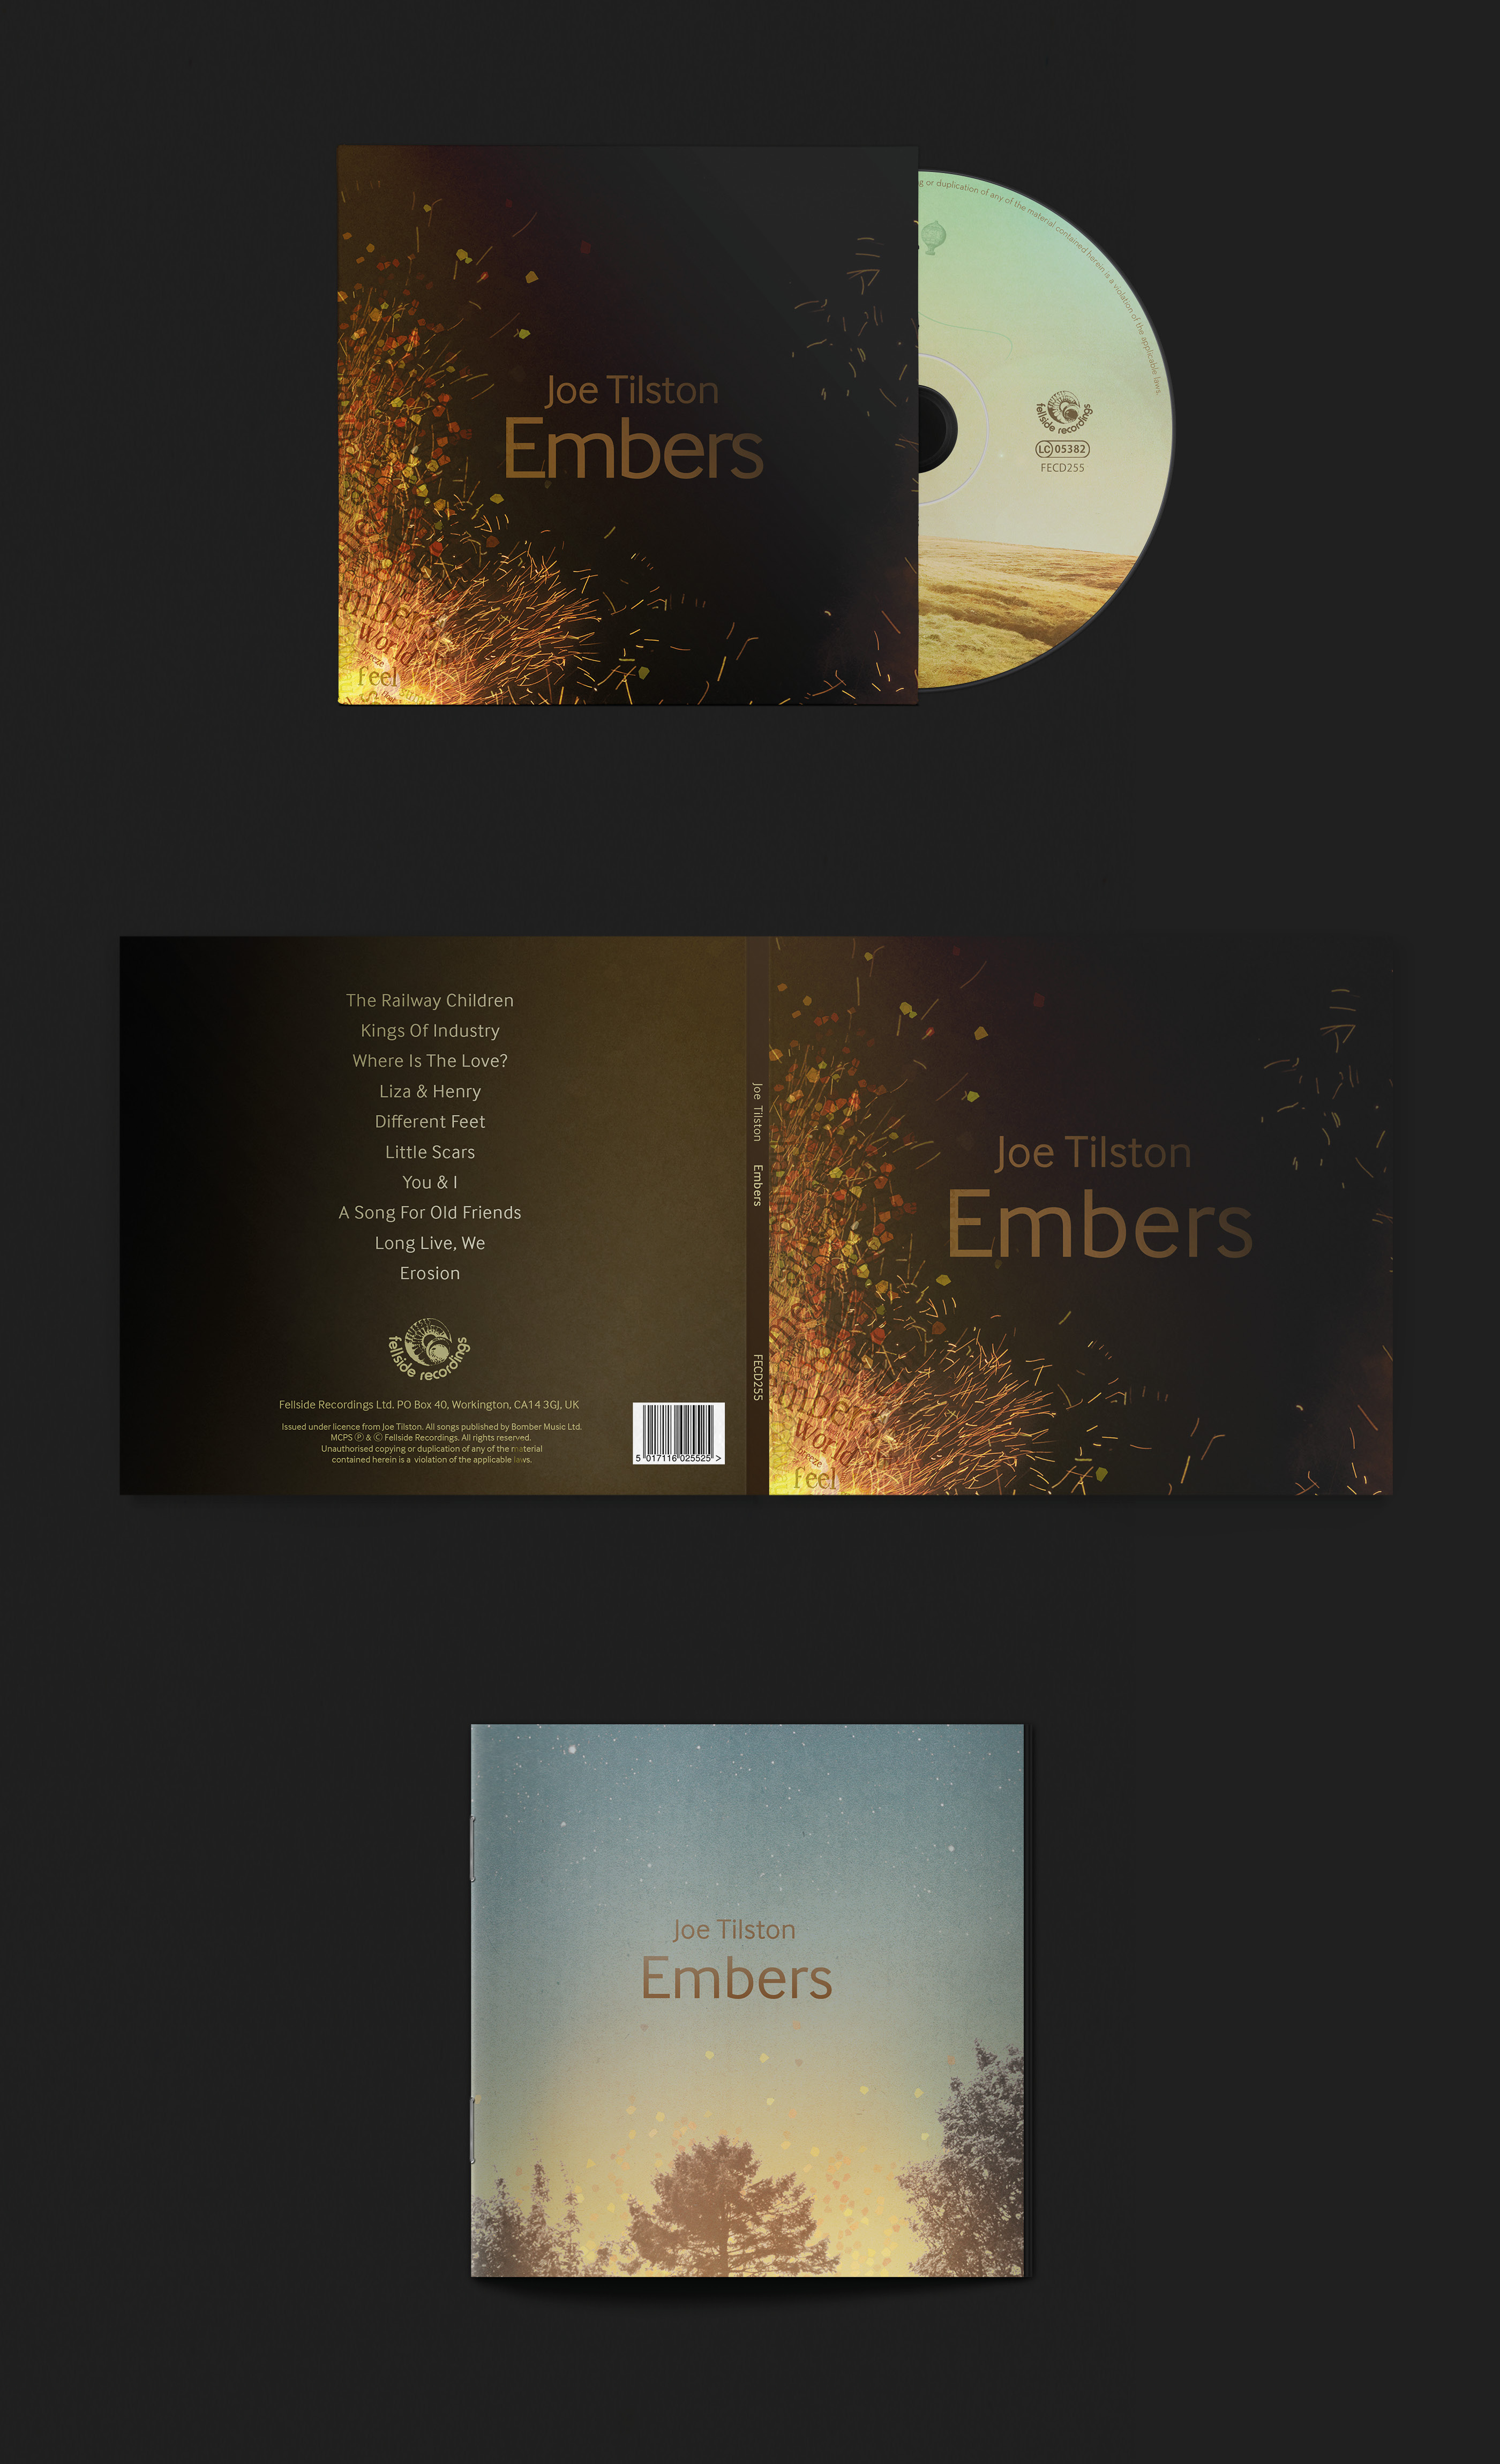 Joe Tilston
Embers
world
breeze
feel
or duplication of any of the material contained herein is a violation of the applicable laws.
fellside recordings
LC 05382
FECD255
The Railway Children
Kings Of Industry
Where Is The Love?
Liza & Henry
Different Feet
Little Scars
You & I
A Song For Old Friends
Long Live, We
Erosion
fellside recordings
Fellside Recordings Ltd. PO Box 40, Workington, CA14 3GJ, UK
Issued under licence from Joe Tilston. All songs published by Bomber Music Ltd.
MCPS Ⓟ & © Fellside Recordings. All rights reserved.
Unauthorised copying or duplication of any of the material
contained herein is a violation of the applicable laws.
5 017116 025525 >
Joe Tilston Embers FECD255
Joe Tilston
Embers
world
feel
Joe Tilston
Embers